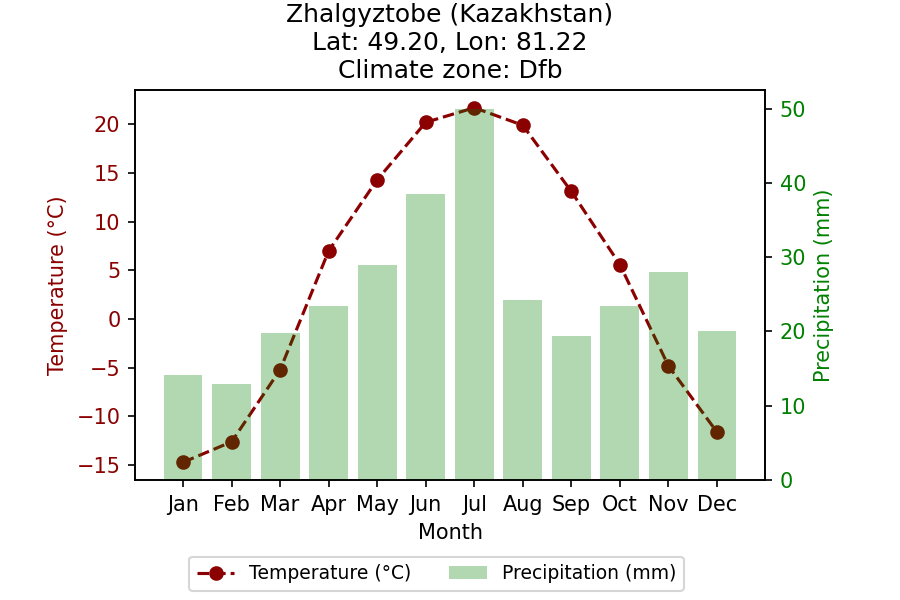 Zhalgyztobe (Kazakhstan)
Lat: 49.20, Lon: 81.22
Climate zone: Dfb
20
15
10
5
0
−5
−10
−15
Temperature (°C)
50
40
30
20
10
0
Precipitation (mm)
Jan Feb Mar Apr May Jun Jul Aug Sep Oct Nov Dec
Month
Temperature (°C) Precipitation (mm)